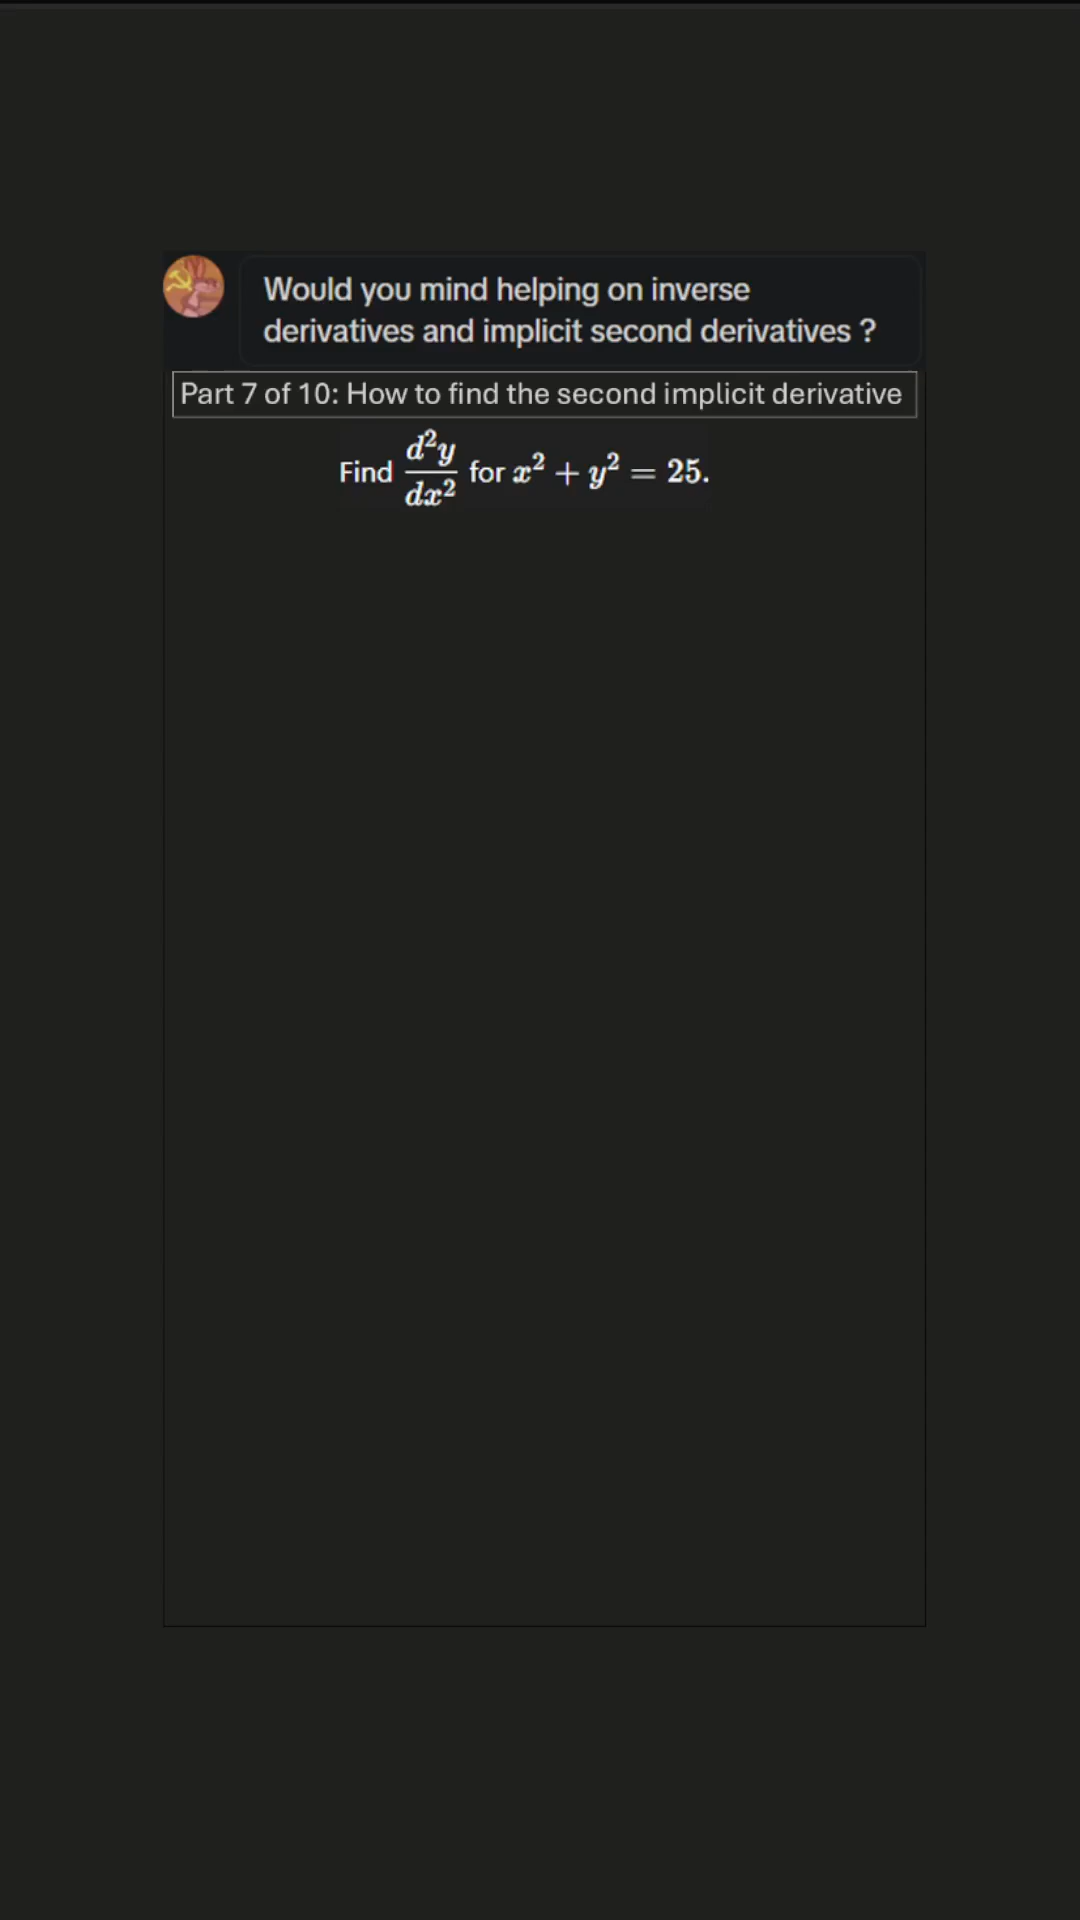 Would you mind helping on inverse
derivatives and implicit second derivatives ?
Part 7 of 10: How to find the second implicit derivative
Find d²y/dx² for x² + y² = 25.